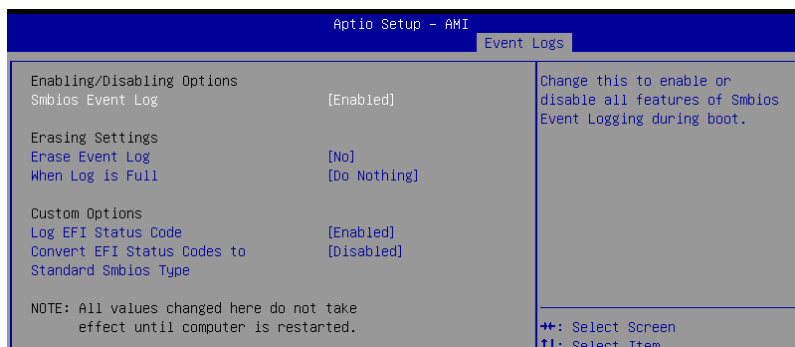 Aptio Setup – AMI
Event Logs
Enabling/Disabling Options
Smbios Event Log [Enabled]
Erasing Settings
Erase Event Log [No]
When Log is Full [Do Nothing]
Custom Options
Log EFI Status Code [Enabled]
Convert EFI Status Codes to [Disabled]
Standard Smbios Type
NOTE: All values changed here do not take
effect until computer is restarted.
Change this to enable or
disable all features of Smbios
Event Logging during boot.
→←: Select Screen
↑↓: Select Item